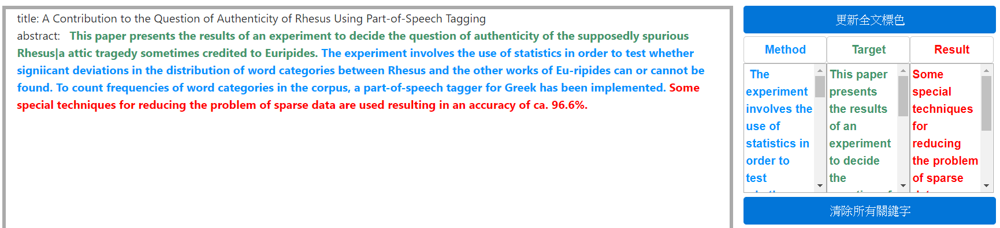 title: A Contribution to the Question of Authenticity of Rhesus Using Part-of-Speech Tagging
abstract: This paper presents the results of an experiment to decide the question of authenticity of the supposedly spurious
Rhesus|a attic tragedy sometimes credited to Euripides. The experiment involves the use of statistics in order to test whether
signiicant deviations in the distribution of word categories between Rhesus and the other works of Eu-ripides can or cannot be
found. To count frequencies of word categories in the corpus, a part-of-speech tagger for Greek has been implemented. Some
special techniques for reducing the problem of sparse data are used resulting in an accuracy of ca. 96.6%.
更新全文標色
Method
The
experiment
involves the
use of
statistics in
order to
test
Target
This paper
presents
the results
of an
experiment
to decide
the
Result
Some
special
techniques
for
reducing
the problem
of sparse
清除所有關鍵字